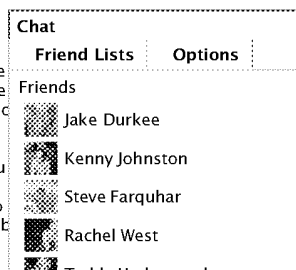 Chat
Friend Lists Options
Friends
Jake Durkee
Kenny Johnston
Steve Farquhar
Rachel West